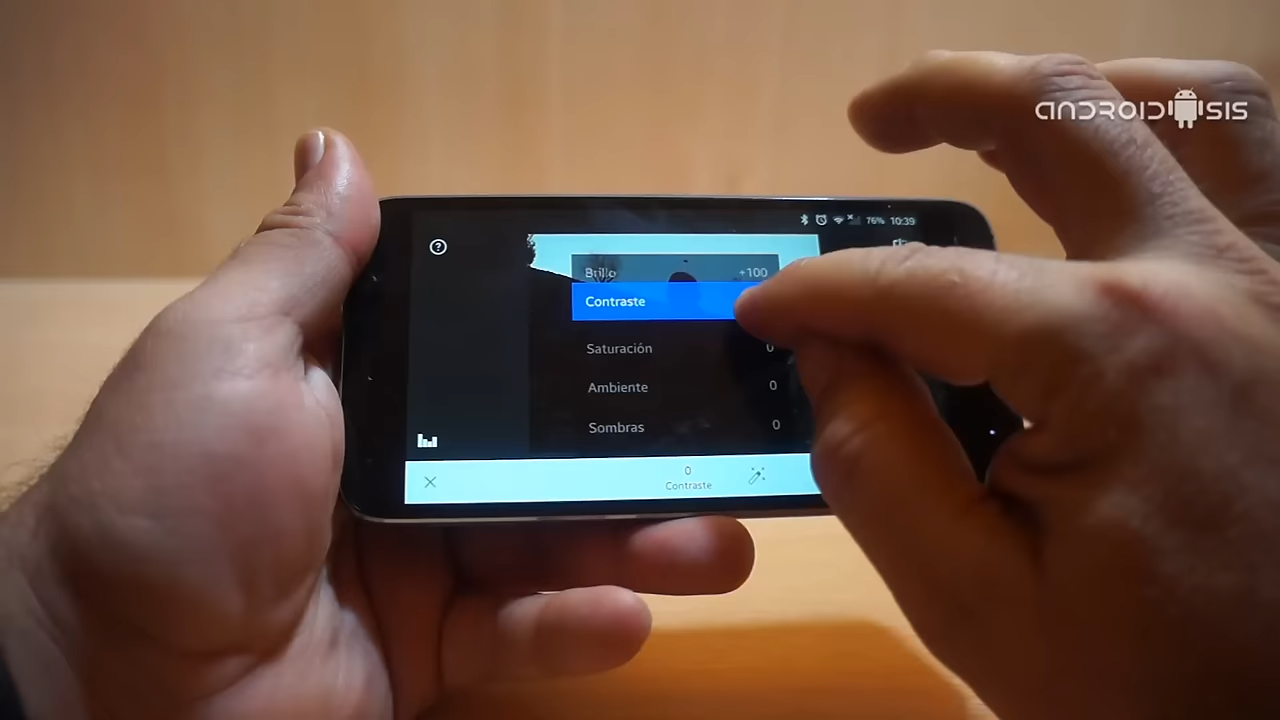 ANDROIDSIS
76% 10:39
Brillo +100
Contraste
Saturación 0
Ambiente 0
Sombras 0
0
Contraste